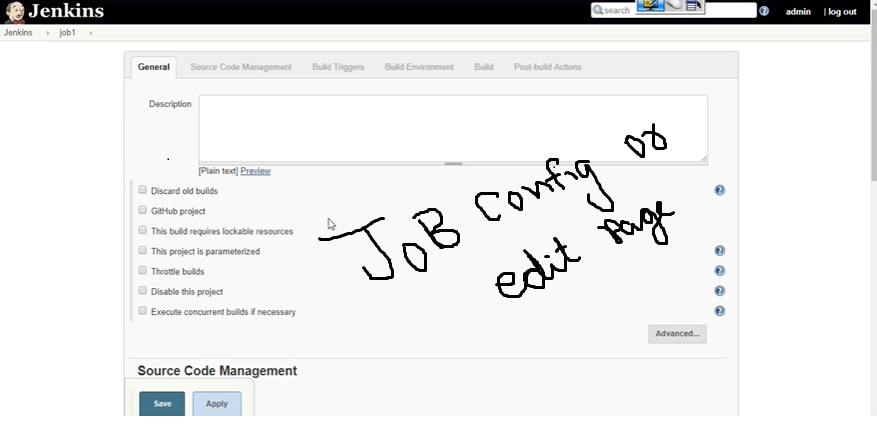 Jenkins
search
admin | log out
Jenkins › job1 ›
General Source Code Management Build Triggers Build Environment Build Post-build Actions
Description
[Plain text] Preview
Discard old builds
GitHub project
This build requires lockable resources
This project is parameterized
Throttle builds
Disable this project
Execute concurrent builds if necessary
JOB config or
edit page
Advanced...
Source Code Management
Save Apply